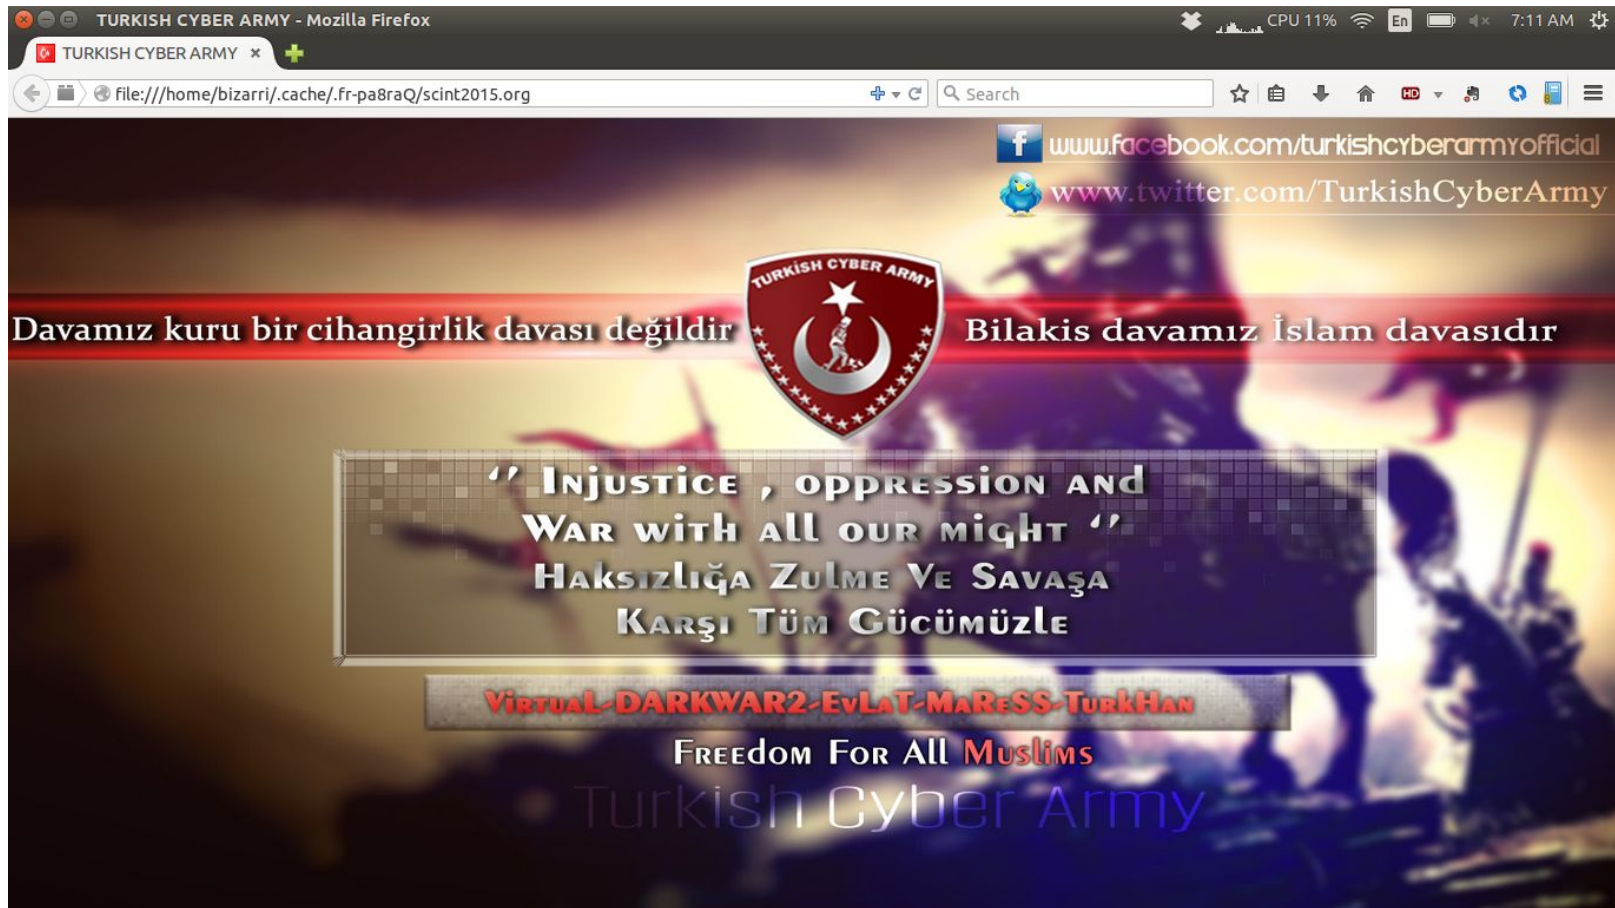 TURKISH CYBER ARMY - Mozilla Firefox
CPU 11% En 7:11 AM
TURKISH CYBER ARMY
file:///home/bizarri/.cache/.fr-pa8raQ/scint2015.org
Search
HD
www.facebook.com/turkishcyberarmyofficial
www.twitter.com/TurkishCyberArmy
TURKİSH CYBER ARMY
Davamız kuru bir cihangirlik davası değildir
Bilakis davamız İslam davasıdır
‘’ Injustice , oppression and
War with all our might ‘’
Haksızlığa Zulme Ve Savaşa
Karşı Tüm Gücümüzle
VirtuaL-DARKWAR2-EvLaT-MaReSS-TurkHan
Freedom For All Muslims
Turkish Cyber Army